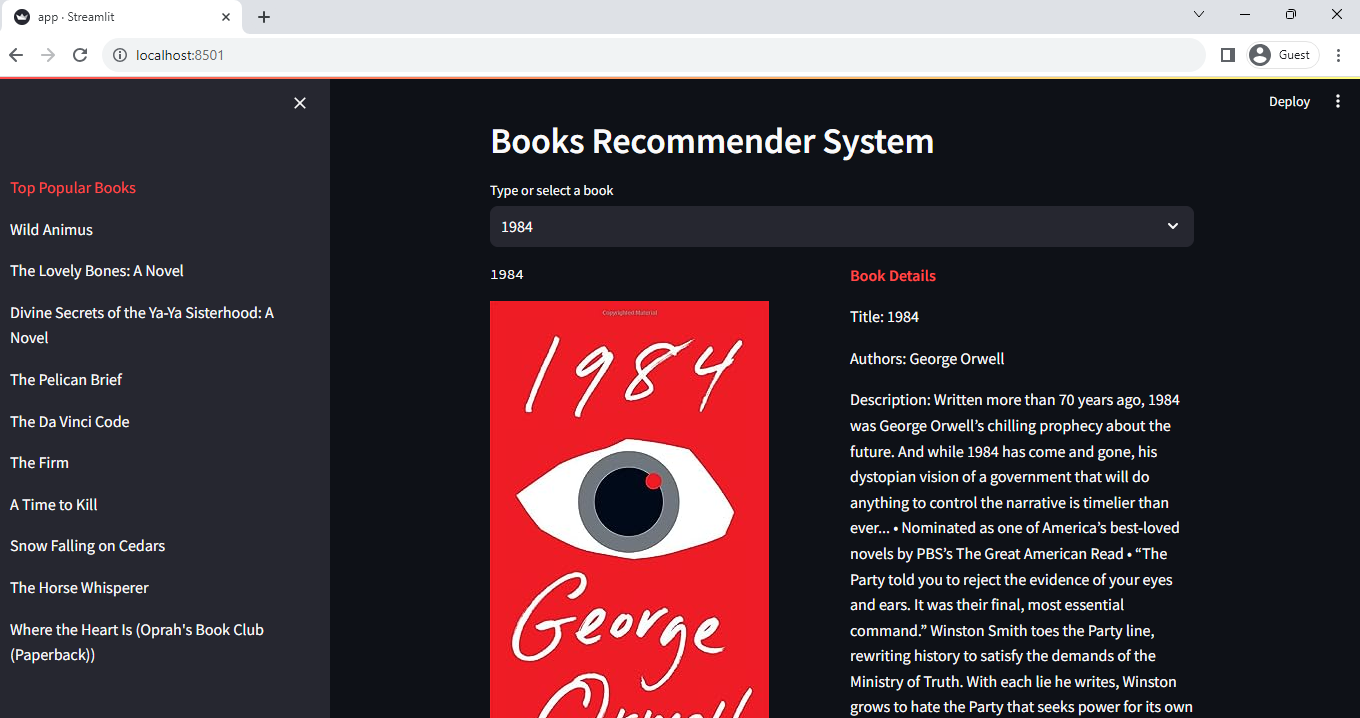 app · Streamlit
localhost:8501
Guest
Deploy
Top Popular Books
Wild Animus
The Lovely Bones: A Novel
Divine Secrets of the Ya-Ya Sisterhood: A
Novel
The Pelican Brief
The Da Vinci Code
The Firm
A Time to Kill
Snow Falling on Cedars
The Horse Whisperer
Where the Heart Is (Oprah's Book Club
(Paperback))
Books Recommender System
Type or select a book
1984
1984
Copyrighted Material
1984
George
Orwell
Book Details
Title: 1984
Authors: George Orwell
Description: Written more than 70 years ago, 1984
was George Orwell’s chilling prophecy about the
future. And while 1984 has come and gone, his
dystopian vision of a government that will do
anything to control the narrative is timelier than
ever... • Nominated as one of America’s best-loved
novels by PBS’s The Great American Read • “The
Party told you to reject the evidence of your eyes
and ears. It was their final, most essential
command.” Winston Smith toes the Party line,
rewriting history to satisfy the demands of the
Ministry of Truth. With each lie he writes, Winston
grows to hate the Party that seeks power for its own